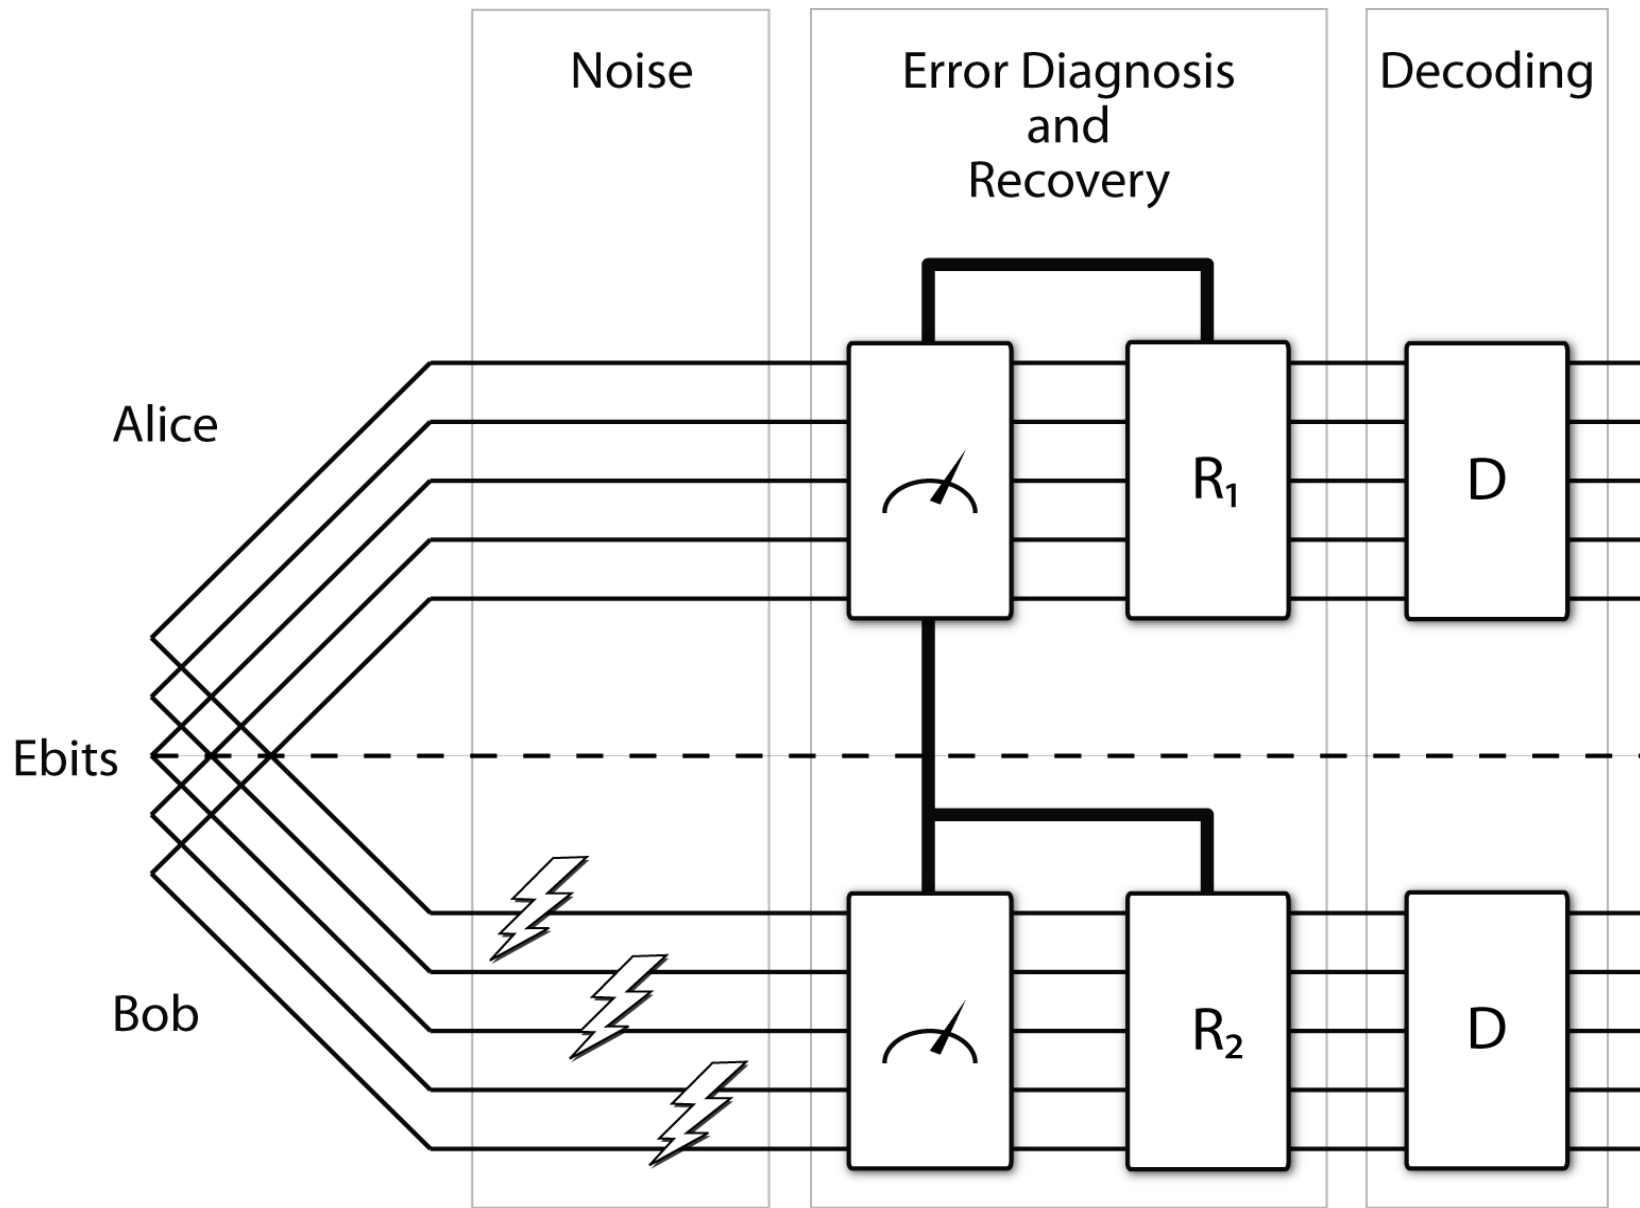 Noise
Error Diagnosis
and
Recovery
Decoding
Alice
R₁
D
Ebits
Bob
R₂
D